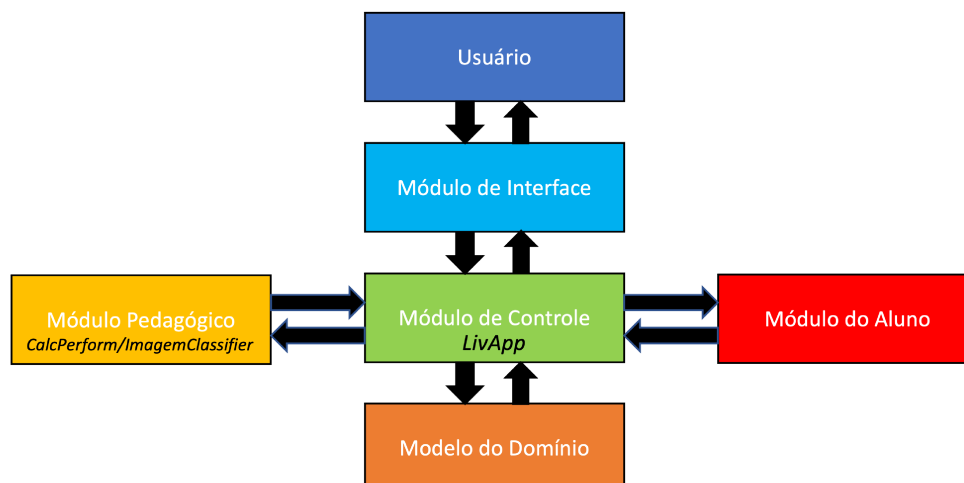 Usuário
Módulo de Interface
Módulo Pedagógico
CalcPerform/ImagemClassifier
Módulo de Controle
LivApp
Módulo do Aluno
Modelo do Domínio